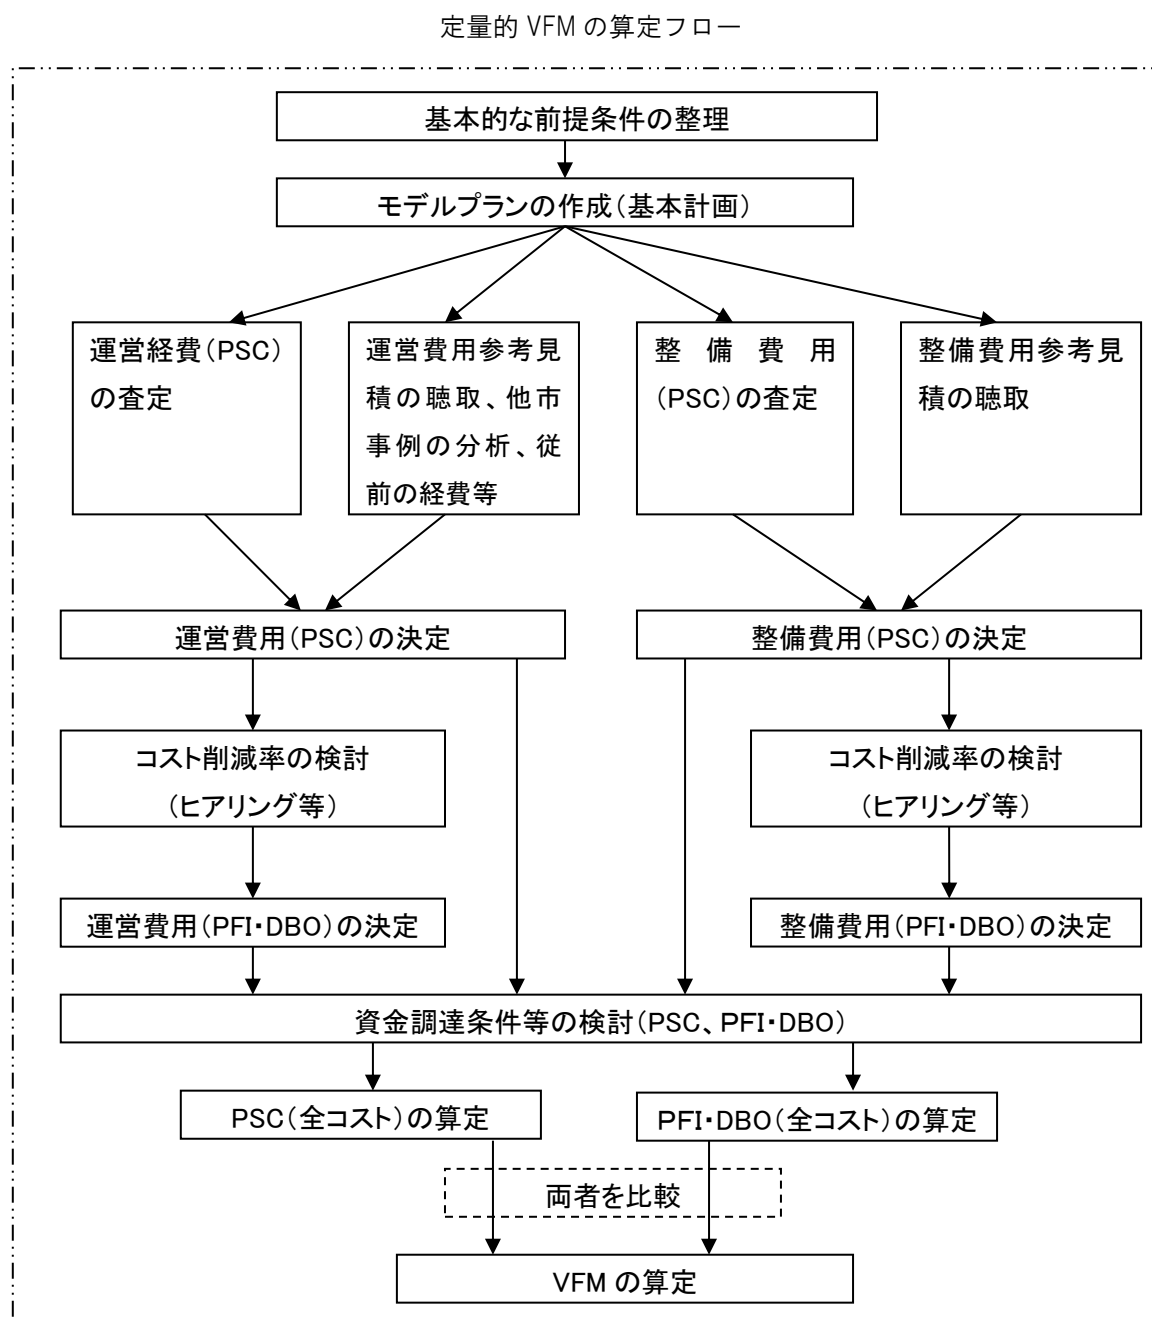 定量的 VFM の算定フロー
基本的な前提条件の整理
モデルプランの作成(基本計画)
運営経費(PSC)
の査定
運営費用参考見
積の聴取、他市
事例の分析、従
前の経費等
整備費用
(PSC)の査定
整備費用参考見
積の聴取
運営費用(PSC)の決定
整備費用(PSC)の決定
コスト削減率の検討
(ヒアリング等)
コスト削減率の検討
(ヒアリング等)
運営費用(PFI・DBO)の決定
整備費用(PFI・DBO)の決定
資金調達条件等の検討(PSC、PFI・DBO)
PSC(全コスト)の算定
PFI・DBO(全コスト)の算定
両者を比較
VFM の算定